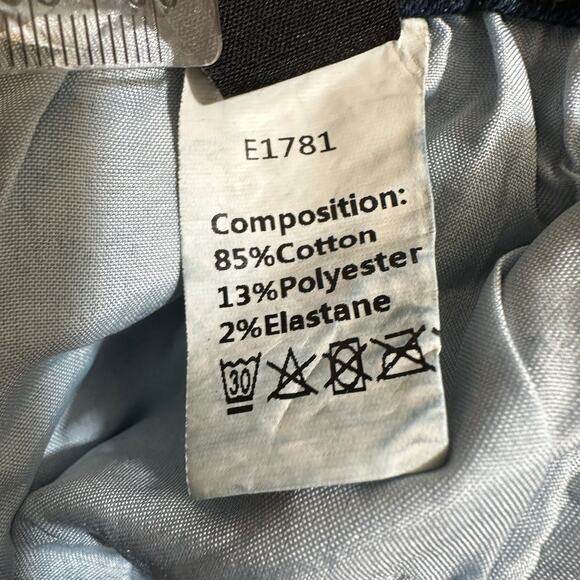 E1781
Composition:
85%Cotton
13%Polyester
2%Elastane
30